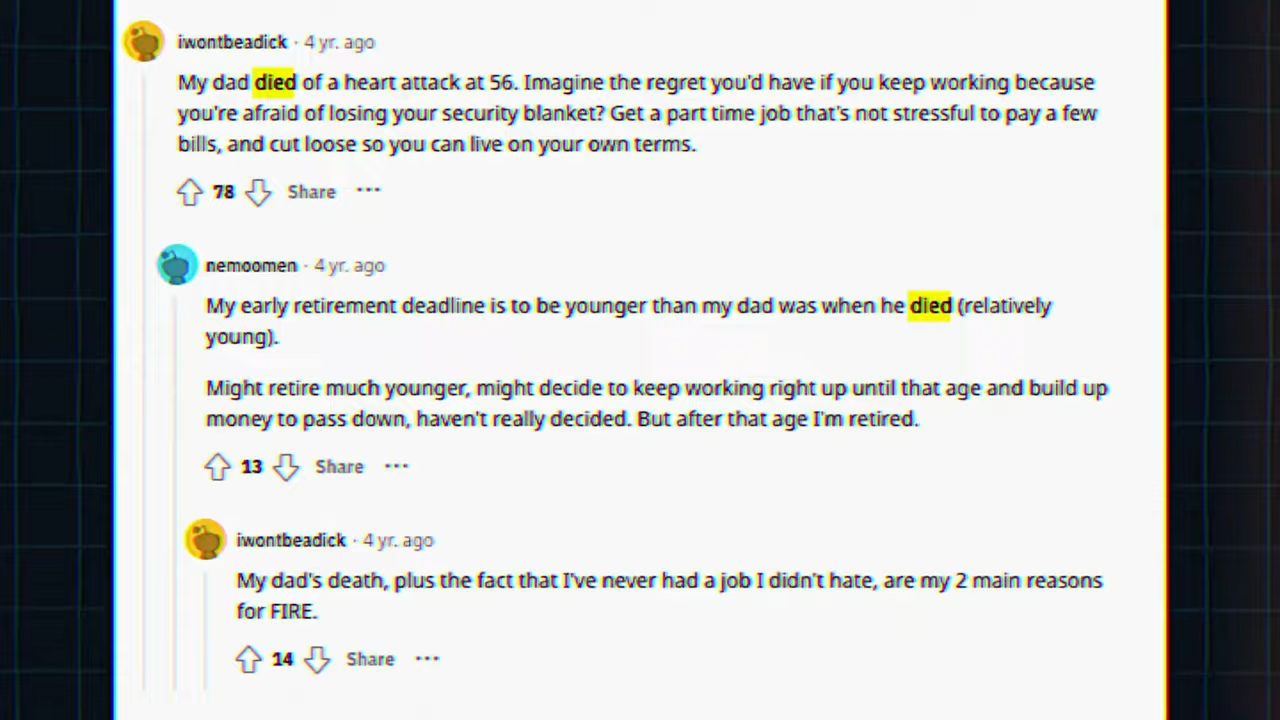 iwontbeadick · 4 yr. ago
My dad died of a heart attack at 56. Imagine the regret you'd have if you keep working because
you're afraid of losing your security blanket? Get a part time job that's not stressful to pay a few
bills, and cut loose so you can live on your own terms.
78 Share ···
nemoomen · 4 yr. ago
My early retirement deadline is to be younger than my dad was when he died (relatively
young).
Might retire much younger, might decide to keep working right up until that age and build up
money to pass down, haven't really decided. But after that age I'm retired.
13 Share ···
iwontbeadick · 4 yr. ago
My dad's death, plus the fact that I've never had a job I didn't hate, are my 2 main reasons
for FIRE.
14 Share ···